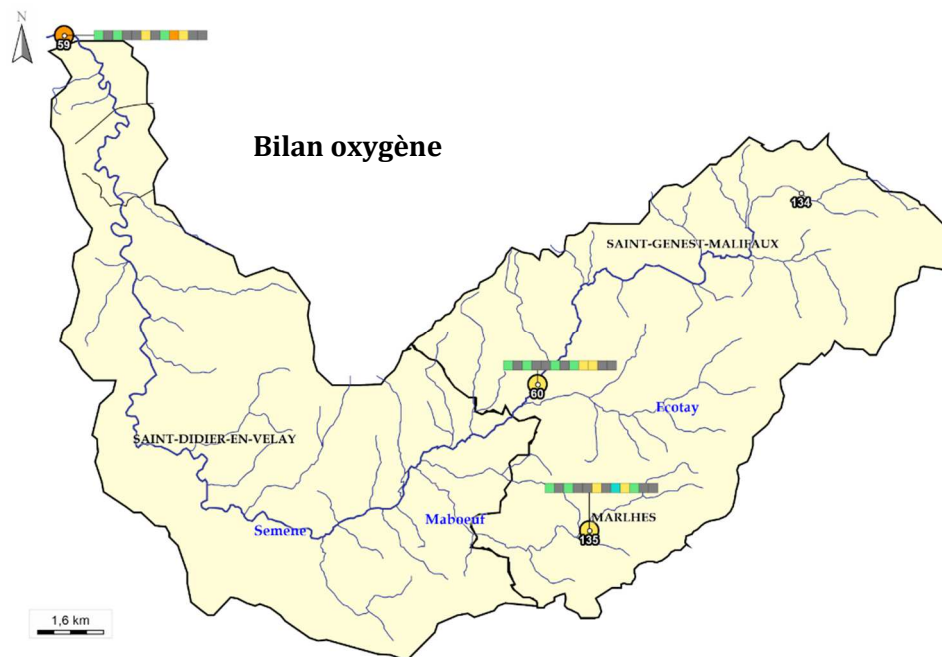 N
59
Bilan oxygène
134
SAINT-GENEST-MALIFAUX
60
Ecotay
SAINT-DIDIER-EN-VELAY
Semène
Maboeuf
MARLHES
135
1,6 km